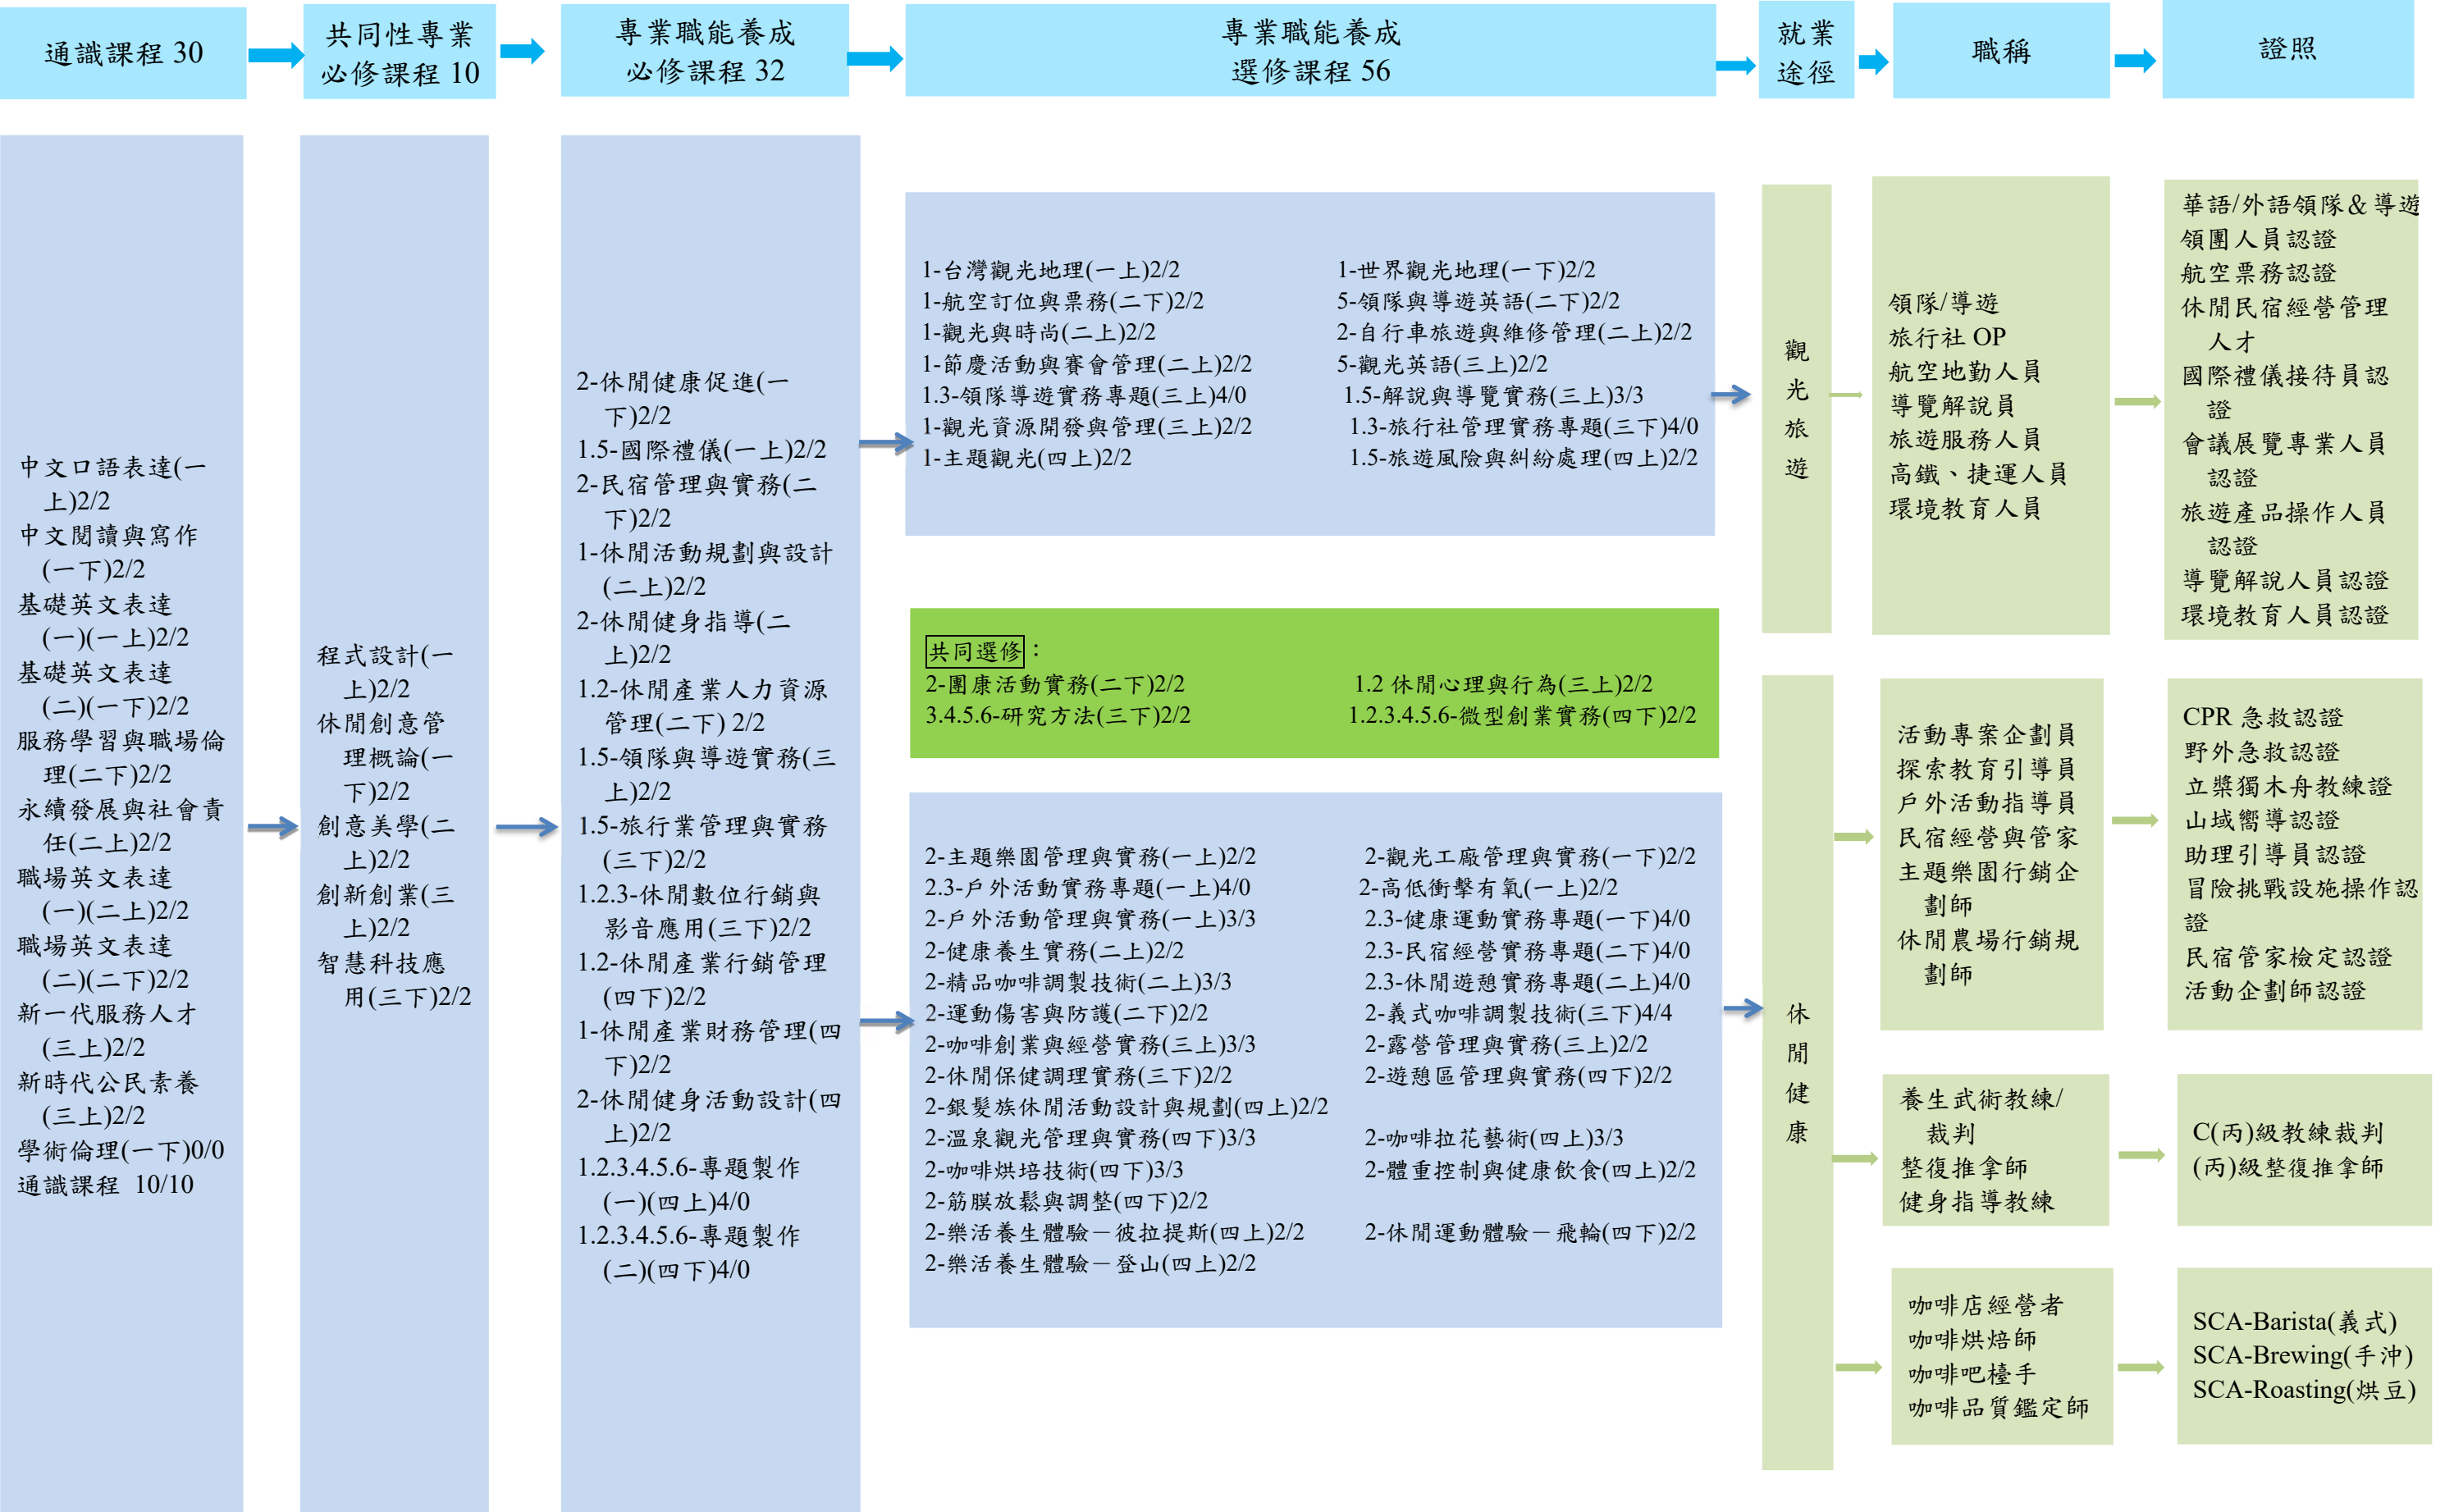 通識課程 30
共同性專業
必修課程 10
專業職能養成
必修課程 32
專業職能養成
選修課程 56
就業
途徑
職稱
證照
中文口語表達(一
上)2/2
中文閱讀與寫作
(一下)2/2
基礎英文表達
(一)(一上)2/2
基礎英文表達
(二)(一下)2/2
服務學習與職場倫
理(二下)2/2
永續發展與社會責
任(二上)2/2
職場英文表達
(一)(二上)2/2
職場英文表達
(二)(二下)2/2
新一代服務人才
(三上)2/2
新時代公民素養
(三上)2/2
學術倫理(一下)0/0
通識課程 10/10
程式設計(一
上)2/2
休閒創意管
理概論(一
下)2/2
創意美學(二
上)2/2
創新創業(三
上)2/2
智慧科技應
用(三下)2/2
2-休閒健康促進(一
下)2/2
1.5-國際禮儀(一上)2/2
2-民宿管理與實務(二
下)2/2
1-休閒活動規劃與設計
(二上)2/2
2-休閒健身指導(二
上)2/2
1.2-休閒產業人力資源
管理(二下) 2/2
1.5-領隊與導遊實務(三
上)2/2
1.5-旅行業管理與實務
(三下)2/2
1.2.3-休閒數位行銷與
影音應用(三下)2/2
1.2-休閒產業行銷管理
(四下)2/2
1-休閒產業財務管理(四
下)2/2
2-休閒健身活動設計(四
上)2/2
1.2.3.4.5.6-專題製作
(一)(四上)4/0
1.2.3.4.5.6-專題製作
(二)(四下)4/0
1-台灣觀光地理(一上)2/2
1-世界觀光地理(一下)2/2
1-航空訂位與票務(二下)2/2
5-領隊與導遊英語(二下)2/2
1-觀光與時尚(二上)2/2
2-自行車旅遊與維修管理(二上)2/2
1-節慶活動與賽會管理(二上)2/2
5-觀光英語(三上)2/2
1.3-領隊導遊實務專題(三上)4/0
1.5-解說與導覽實務(三上)3/3
1-觀光資源開發與管理(三上)2/2
1.3-旅行社管理實務專題(三下)4/0
1-主題觀光(四上)2/2
1.5-旅遊風險與糾紛處理(四上)2/2
共同選修：
2-團康活動實務(二下)2/2
1.2 休閒心理與行為(三上)2/2
3.4.5.6-研究方法(三下)2/2
1.2.3.4.5.6-微型創業實務(四下)2/2
2-主題樂園管理與實務(一上)2/2
2-觀光工廠管理與實務(一下)2/2
2.3-戶外活動實務專題(一上)4/0
2-高低衝擊有氧(一上)2/2
2-戶外活動管理與實務(一上)3/3
2.3-健康運動實務專題(一下)4/0
2-健康養生實務(二上)2/2
2.3-民宿經營實務專題(二下)4/0
2-精品咖啡調製技術(二上)3/3
2.3-休閒遊憩實務專題(二上)4/0
2-運動傷害與防護(二下)2/2
2-義式咖啡調製技術(三下)4/4
2-咖啡創業與經營實務(三上)3/3
2-露營管理與實務(三上)2/2
2-休閒保健調理實務(三下)2/2
2-遊憩區管理與實務(四下)2/2
2-銀髮族休閒活動設計與規劃(四上)2/2
2-溫泉觀光管理與實務(四下)3/3
2-咖啡拉花藝術(四上)3/3
2-咖啡烘焙技術(四下)3/3
2-體重控制與健康飲食(四上)2/2
2-筋膜放鬆與調整(四下)2/2
2-樂活養生體驗－彼拉提斯(四上)2/2
2-休閒運動體驗－飛輪(四下)2/2
2-樂活養生體驗－登山(四上)2/2
觀
光
旅
遊
休
閒
健
康
領隊/導遊
旅行社 OP
航空地勤人員
導覽解說員
旅遊服務人員
高鐵、捷運人員
環境教育人員
華語/外語領隊＆導遊
領團人員認證
航空票務認證
休閒民宿經營管理
人才
國際禮儀接待員認
證
會議展覽專業人員
認證
旅遊產品操作人員
認證
導覽解說人員認證
環境教育人員認證
活動專案企劃員
探索教育引導員
戶外活動指導員
民宿經營與管家
主題樂園行銷企
劃師
休閒農場行銷規
劃師
CPR 急救認證
野外急救認證
立槳獨木舟教練證
山域嚮導認證
助理引導員認證
冒險挑戰設施操作認
證
民宿管家檢定認證
活動企劃師認證
養生武術教練/
裁判
整復推拿師
健身指導教練
C(丙)級教練裁判
(丙)級整復推拿師
咖啡店經營者
咖啡烘焙師
咖啡吧檯手
咖啡品質鑑定師
SCA-Barista(義式)
SCA-Brewing(手沖)
SCA-Roasting(烘豆)